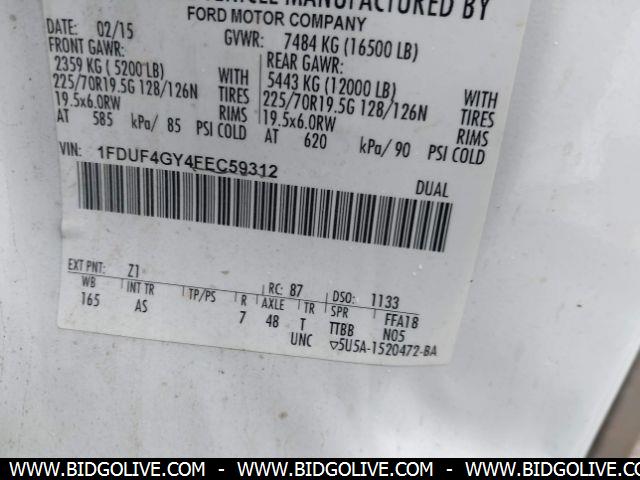 MANUFACTURED BY
FORD MOTOR COMPANY
DATE: 02/15 GVWR: 7484 KG (16500 LB)
FRONT GAWR: REAR GAWR:
2359 KG ( 5200 LB) WITH 5443 KG (12000 LB) WITH
225/70R19.5G 128/126N TIRES 225/70R19.5G 128/126N TIRES
19.5x6.0RW RIMS 19.5x6.0RW RIMS
AT 585 kPa/ 85 PSI COLD AT 620 kPa/ 90 PSI COLD
VIN: 1FDUF4GY4EEC59312
DUAL
EXT PNT: Z1 RC: 87 DSO: 1133
WB INT TR TP/PS R AXLE TR SPR FFA18
165 AS 7 48 T TTBB N05
UNC ▽5U5A-1520472-BA
WWW.BIDGOLIVE.COM - WWW.BIDGOLIVE.COM - WWW.BIDGOLIVE.COM